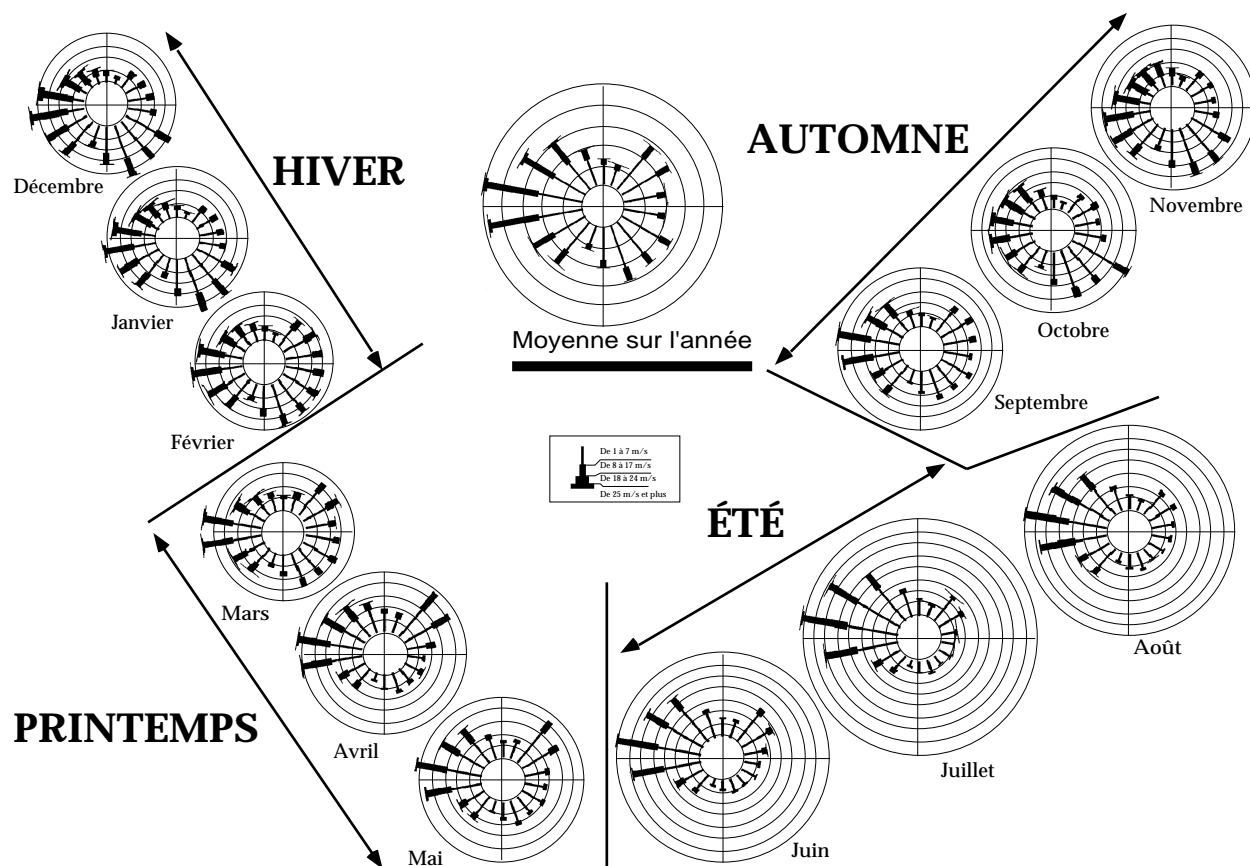 Décembre
HIVER
Janvier
Février
Moyenne sur l'année
AUTOMNE
Novembre
Octobre
Septembre
De 1 à 7 m/s
De 8 à 17 m/s
De 18 à 24 m/s
De 25 m/s et plus
Mars
Avril
PRINTEMPS
Mai
ÉTÉ
Août
Juillet
Juin